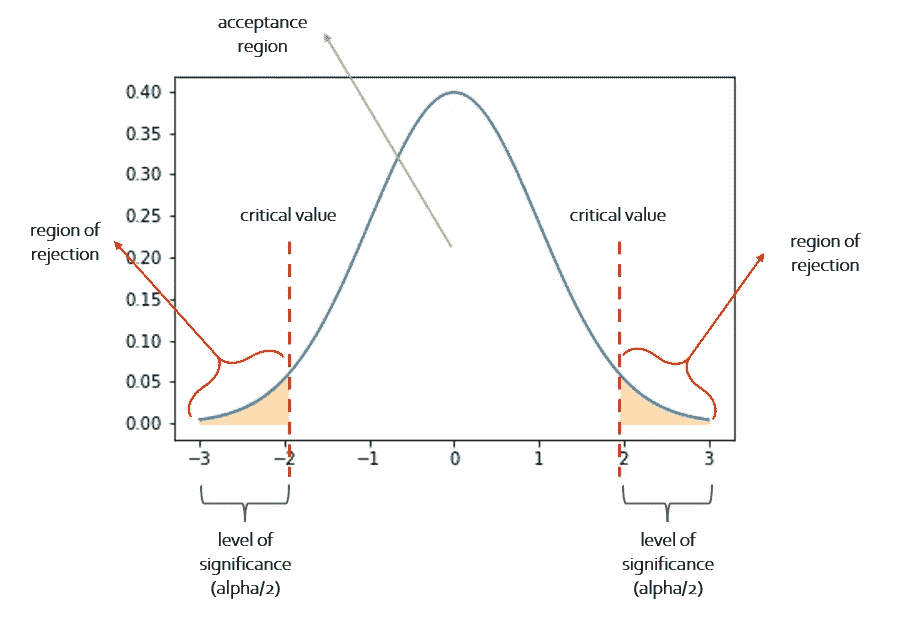 acceptance
region
0.40
0.35
0.30
critical value
0.25
critical value
region of
rejection
region of
rejection
0.20
0.15
0.10
0.05
0.00
−3
−2
−1
0
1
2
3
level of
significance
(alpha/2)
level of
significance
(alpha/2)